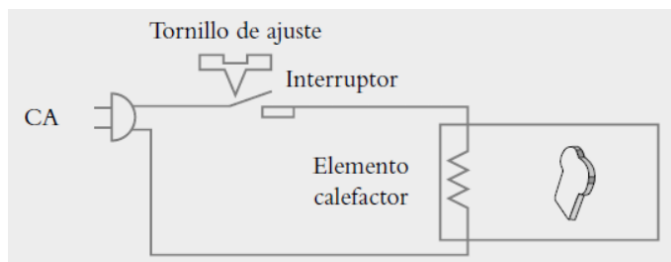 Tornillo de ajuste
Interruptor
CA
Elemento
calefactor